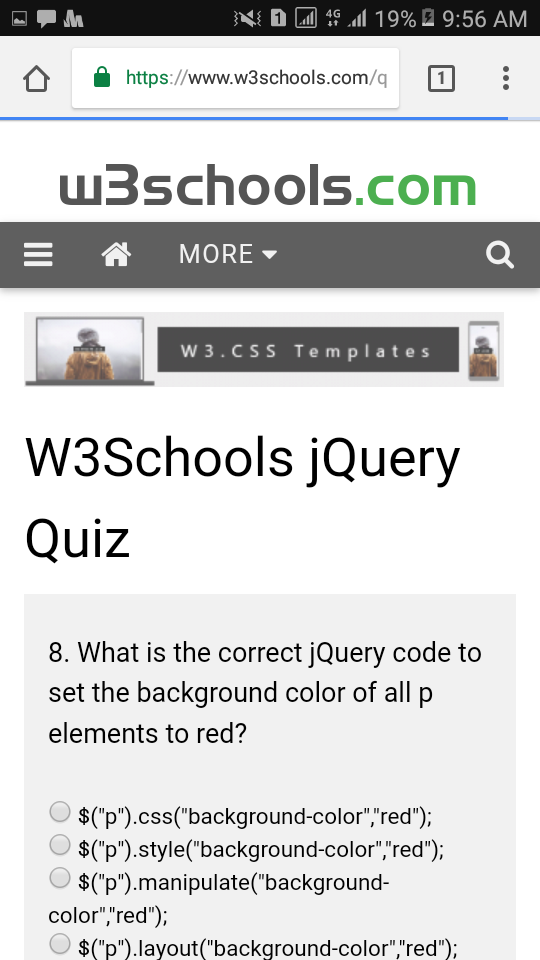 1 4G 19% 9:56 AM
https://www.w3schools.com/q 1
w3schools.com
MORE
W3.CSS Templates
W3Schools jQuery
Quiz
8. What is the correct jQuery code to
set the background color of all p
elements to red?
$("p").css("background-color","red");
$("p").style("background-color","red");
$("p").manipulate("background-
color","red");
$("p").layout("background-color","red");